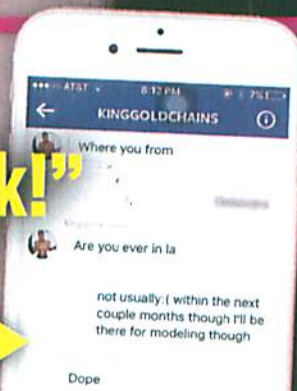 AT&T 8:12 PM 7%
KINGGOLDCHAINS
Where you from
k!”
Are you ever in la
not usually:( within the next
couple months though I'll be
there for modeling though
Dope